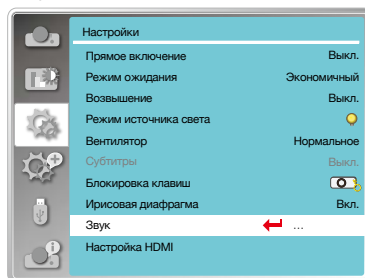 Настройки
Прямое включение Выкл.
Режим ожидания Экономичный
Возвышение Выкл.
Режим источника света
Вентилятор Нормальное
Субтитры Выкл.
Блокировка клавиш
Ирисовая диафрагма Вкл.
Звук ...
Настройка HDMI